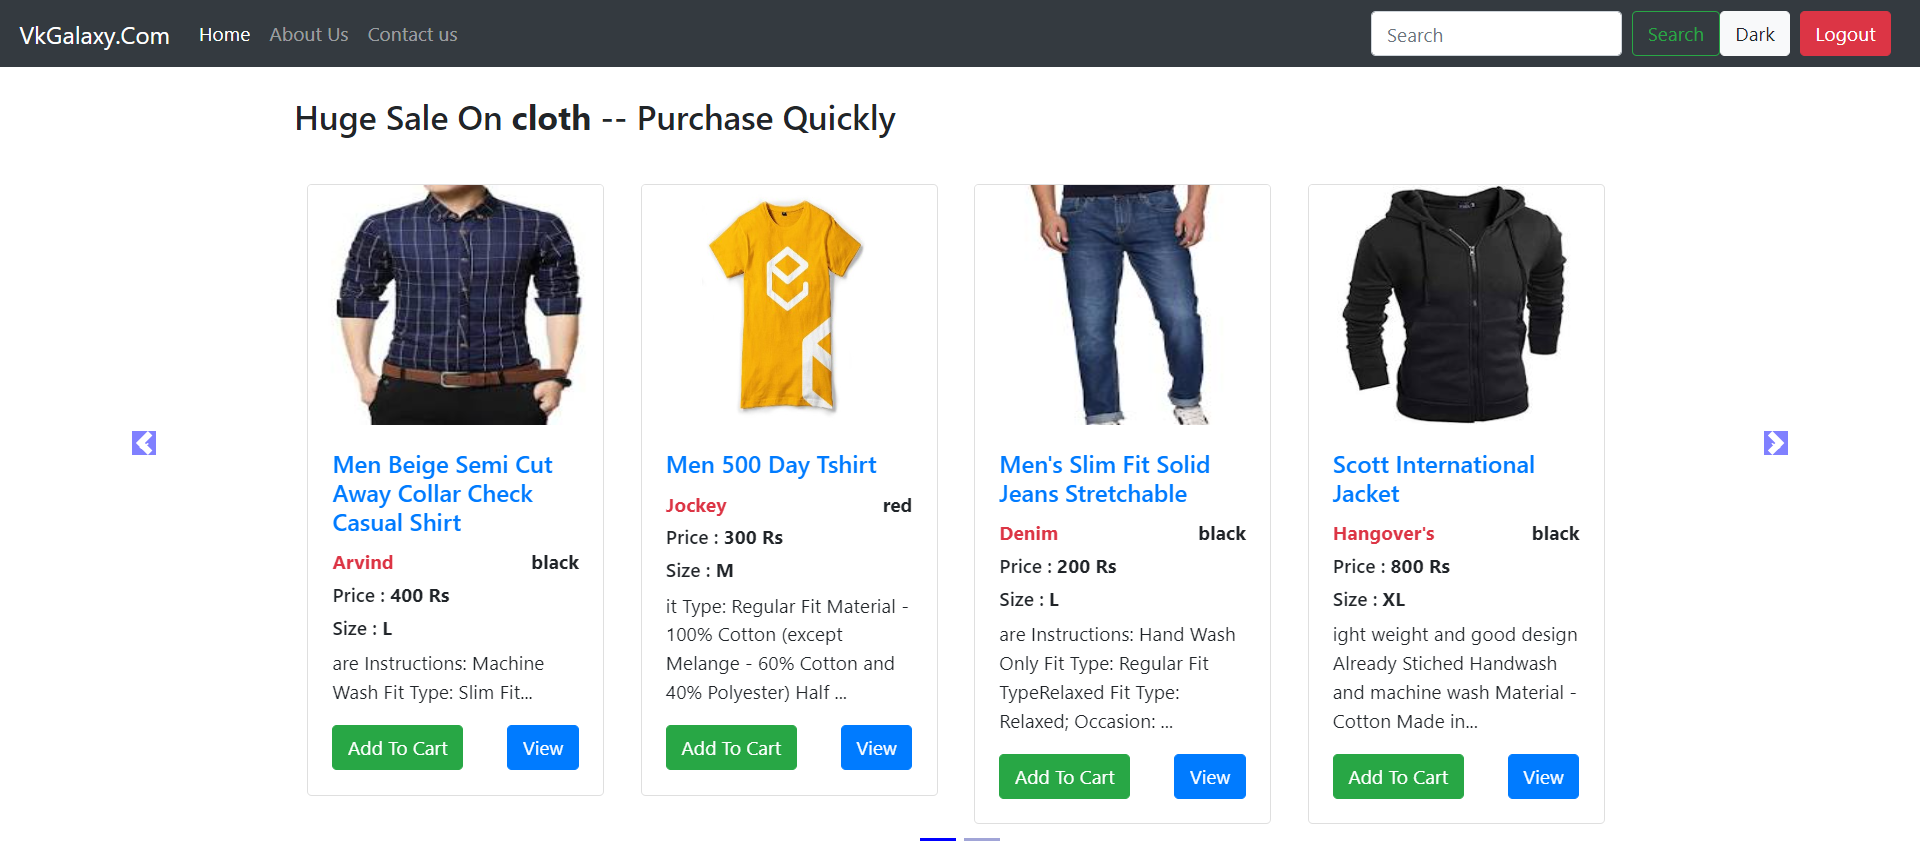 VkGalaxy.Com Home About Us Contact us Search Search Dark Logout
Huge Sale On cloth -- Purchase Quickly
Men Beige Semi Cut
Away Collar Check
Casual Shirt
Arvind black
Price : 400 Rs
Size : L
are Instructions: Machine
Wash Fit Type: Slim Fit...
Add To Cart View
Men 500 Day Tshirt
Jockey red
Price : 300 Rs
Size : M
it Type: Regular Fit Material -
100% Cotton (except
Melange - 60% Cotton and
40% Polyester) Half ...
Add To Cart View
Men's Slim Fit Solid
Jeans Stretchable
Denim black
Price : 200 Rs
Size : L
are Instructions: Hand Wash
Only Fit Type: Regular Fit
TypeRelaxed Fit Type:
Relaxed; Occasion: ...
Add To Cart View
Scott International
Jacket
Hangover's black
Price : 800 Rs
Size : XL
ight weight and good design
Already Stiched Handwash
and machine wash Material -
Cotton Made in...
Add To Cart View